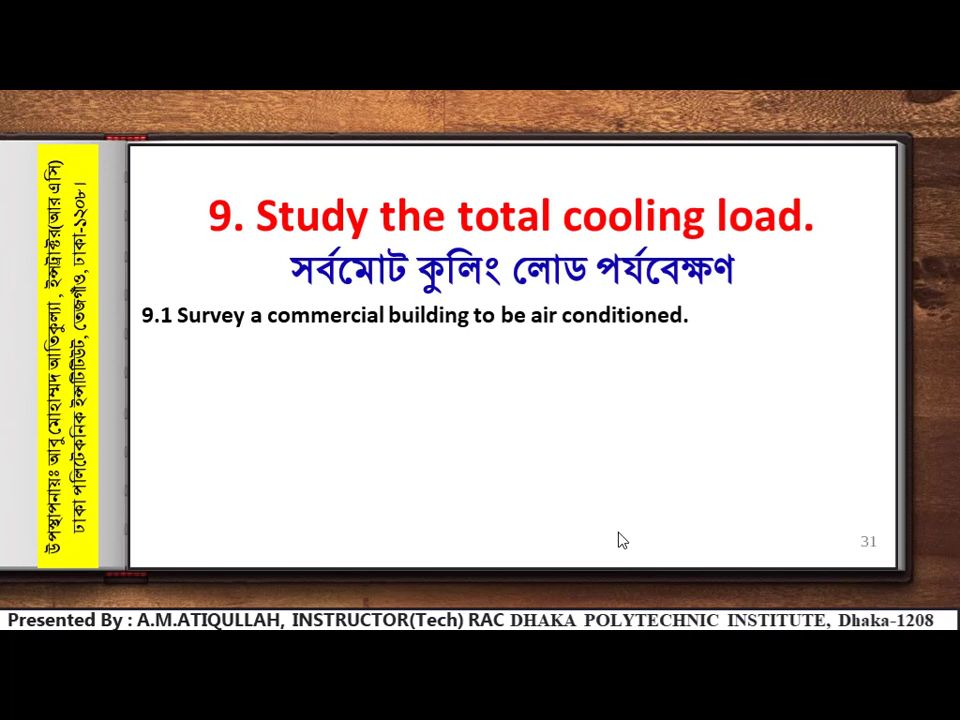 9. Study the total cooling load.
সর্বমোট কুলিং লোড পর্যবেক্ষণ
9.1 Survey a commercial building to be air conditioned.
31
উপস্থাপনায়ঃ আবু মোহাম্মদ আতিকুল্যা , ইন্সট্রাক্টর(আর এসি)
ঢাকা পলিটেকনিক ইন্সটিটিউট, তেজগাঁও, ঢাকা-১২০৮।
Presented By : A.M.ATIQULLAH, INSTRUCTOR(Tech) RAC DHAKA POLYTECHNIC INSTITUTE, Dhaka-1208